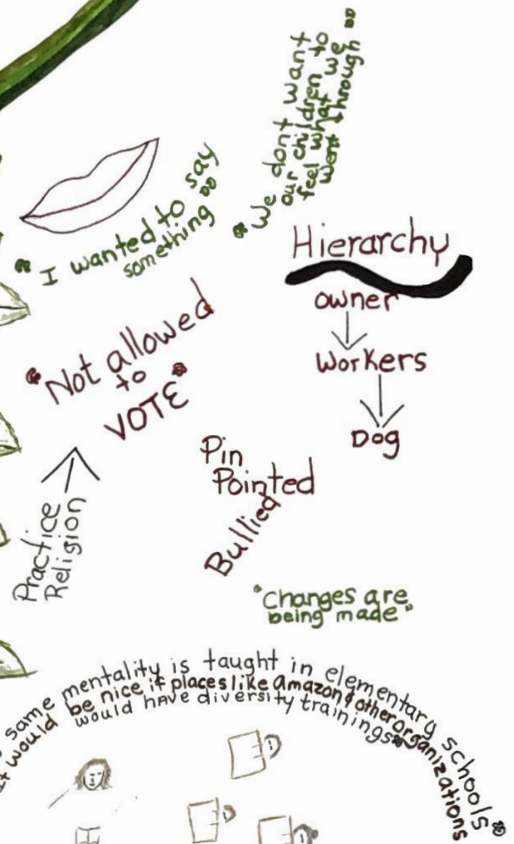 "We don't want
our children to
feel what we
went through"
"I wanted to say
something"
Hierarchy
owner
Workers
Dog
"Not allowed
to
VOTE"
Pin
Pointed
Bullied
Practice
Religion
"Changes are
being made"
same mentality is taught in elementary schools"
it would be nice if places like Amazon & other organizations
would have diversity trainings"